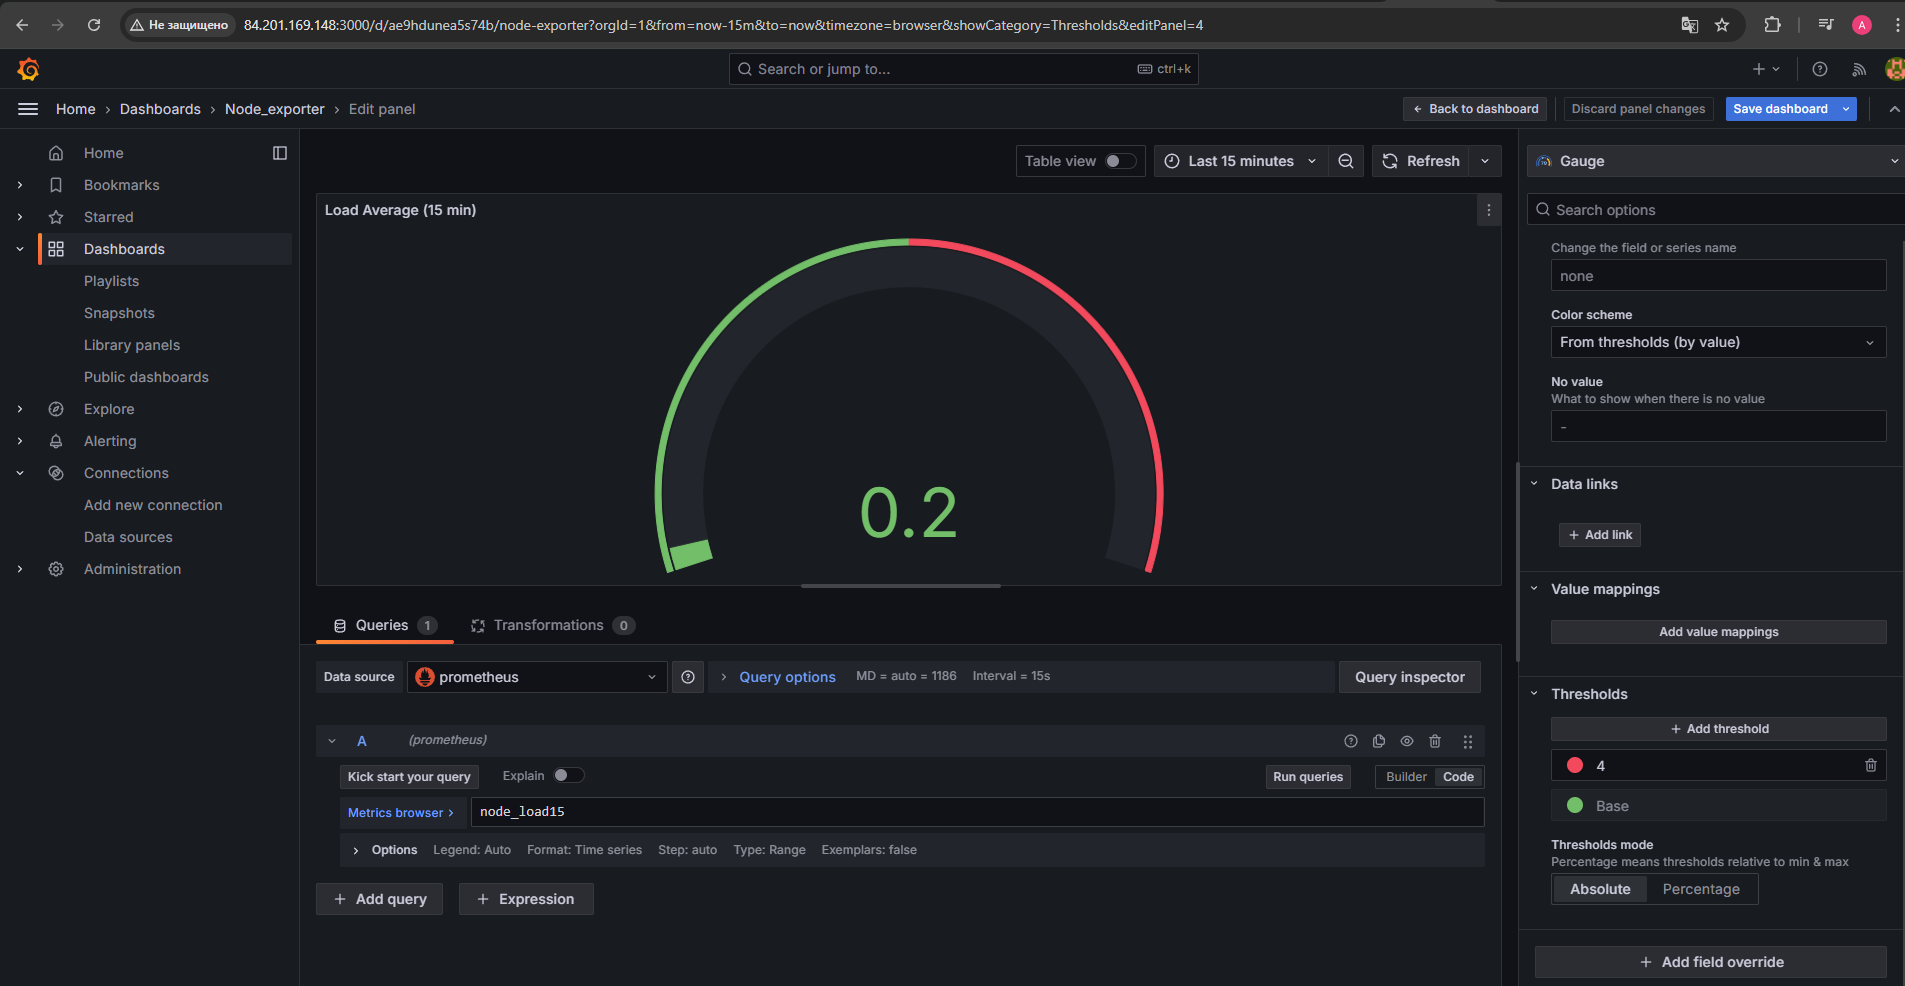 Не защищено
84.201.169.148:3000/d/ae9hdunea5s74b/node-exporter?orgId=1&from=now-15m&to=now&timezone=browser&showCategory=Thresholds&editPanel=4
A
Search or jump to...
ctrl+k
Home › Dashboards › Node_exporter › Edit panel
Back to dashboard
Discard panel changes
Save dashboard
Home
Bookmarks
Starred
Dashboards
Playlists
Snapshots
Library panels
Public dashboards
Explore
Alerting
Connections
Add new connection
Data sources
Administration
Table view
Last 15 minutes
Refresh
Load Average (15 min)
0.2
Queries 1
Transformations 0
Data source
prometheus
Query options
MD = auto = 1186
Interval = 15s
Query inspector
A
(prometheus)
Kick start your query
Explain
Run queries
Builder
Code
Metrics browser >
node_load15
Options
Legend: Auto
Format: Time series
Step: auto
Type: Range
Exemplars: false
+ Add query
+ Expression
Gauge
Search options
Change the field or series name
none
Color scheme
From thresholds (by value)
No value
What to show when there is no value
-
Data links
+ Add link
Value mappings
Add value mappings
Thresholds
+ Add threshold
4
Base
Thresholds mode
Percentage means thresholds relative to min & max
Absolute
Percentage
+ Add field override